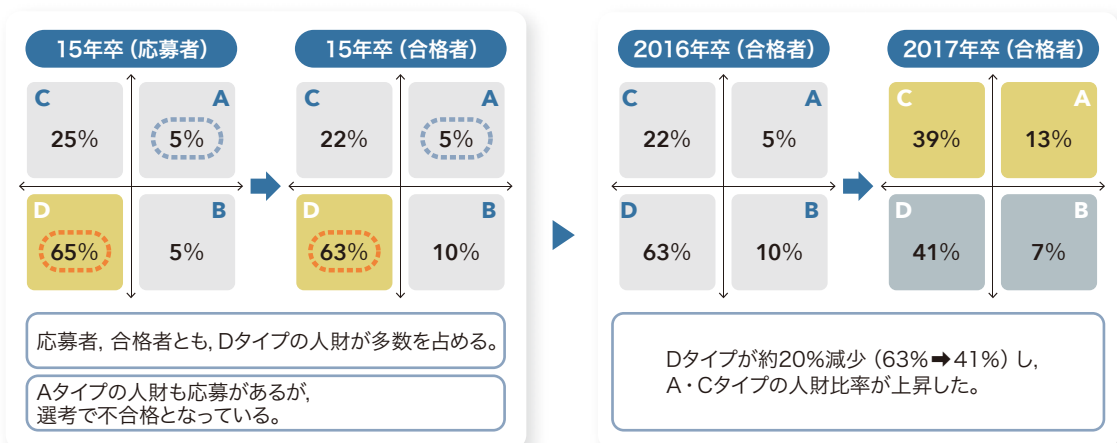 15年卒（応募者）
C
A
25%
5%
D
B
65%
5%
15年卒（合格者）
C
A
22%
5%
D
B
63%
10%
応募者, 合格者とも, Dタイプの人財が多数を占める。
Aタイプの人財も応募があるが,
選考で不合格となっている。
2016年卒（合格者）
C
A
22%
5%
D
B
63%
10%
2017年卒（合格者）
C
A
39%
13%
D
B
41%
7%
Dタイプが約20%減少（63%➡41%）し,
A・Cタイプの人財比率が上昇した。